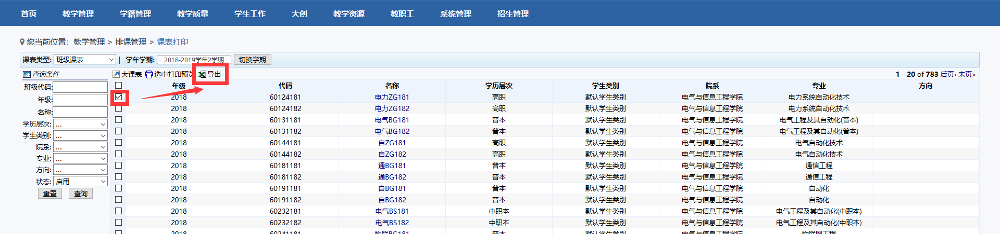 首页 教学管理 学籍管理 教学质量 学生工作 大创 教学资源 教职工 系统管理 招生管理
您当前位置: 教学管理 > 排课管理 > 课表打印
课表类型: 班级课表 | 学年学期: 2018-2019学年2学期 切换学期
查询条件
班级代码:
年级:
名称:
学历层次: ...
学生类别: ...
院系: ...
专业: ...
方向: ...
状态: 启用
重置 查询
大课表 选中打印预览 导出 1 - 20 of 783 后页› 末页»
年级 代码 名称 学历层次 学生类别 院系 专业 方向
2018 60124181 电力ZG181 高职 默认学生类别 电气与信息工程学院 电力系统自动化技术
2018 60124182 电力ZG182 高职 默认学生类别 电气与信息工程学院 电力系统自动化技术
2018 60131181 电气BG181 普本 默认学生类别 电气与信息工程学院 电气工程及其自动化(普本)
2018 60131182 电气BG182 普本 默认学生类别 电气与信息工程学院 电气工程及其自动化(普本)
2018 60144181 自ZG181 高职 默认学生类别 电气与信息工程学院 电气自动化技术
2018 60144182 自ZG182 高职 默认学生类别 电气与信息工程学院 电气自动化技术
2018 60181181 通BG181 普本 默认学生类别 电气与信息工程学院 通信工程
2018 60181182 通BG182 普本 默认学生类别 电气与信息工程学院 通信工程
2018 60191181 自BG181 普本 默认学生类别 电气与信息工程学院 自动化
2018 60191182 自BG182 普本 默认学生类别 电气与信息工程学院 自动化
2018 60232181 电气BS181 中职本 默认学生类别 电气与信息工程学院 电气工程及其自动化(中职本)
2018 60232182 电气BS182 中职本 默认学生类别 电气与信息工程学院 电气工程及其自动化(中职本)
2018 60241181 物联BG181 普本 默认学生类别 电气与信息工程学院 物联网工程